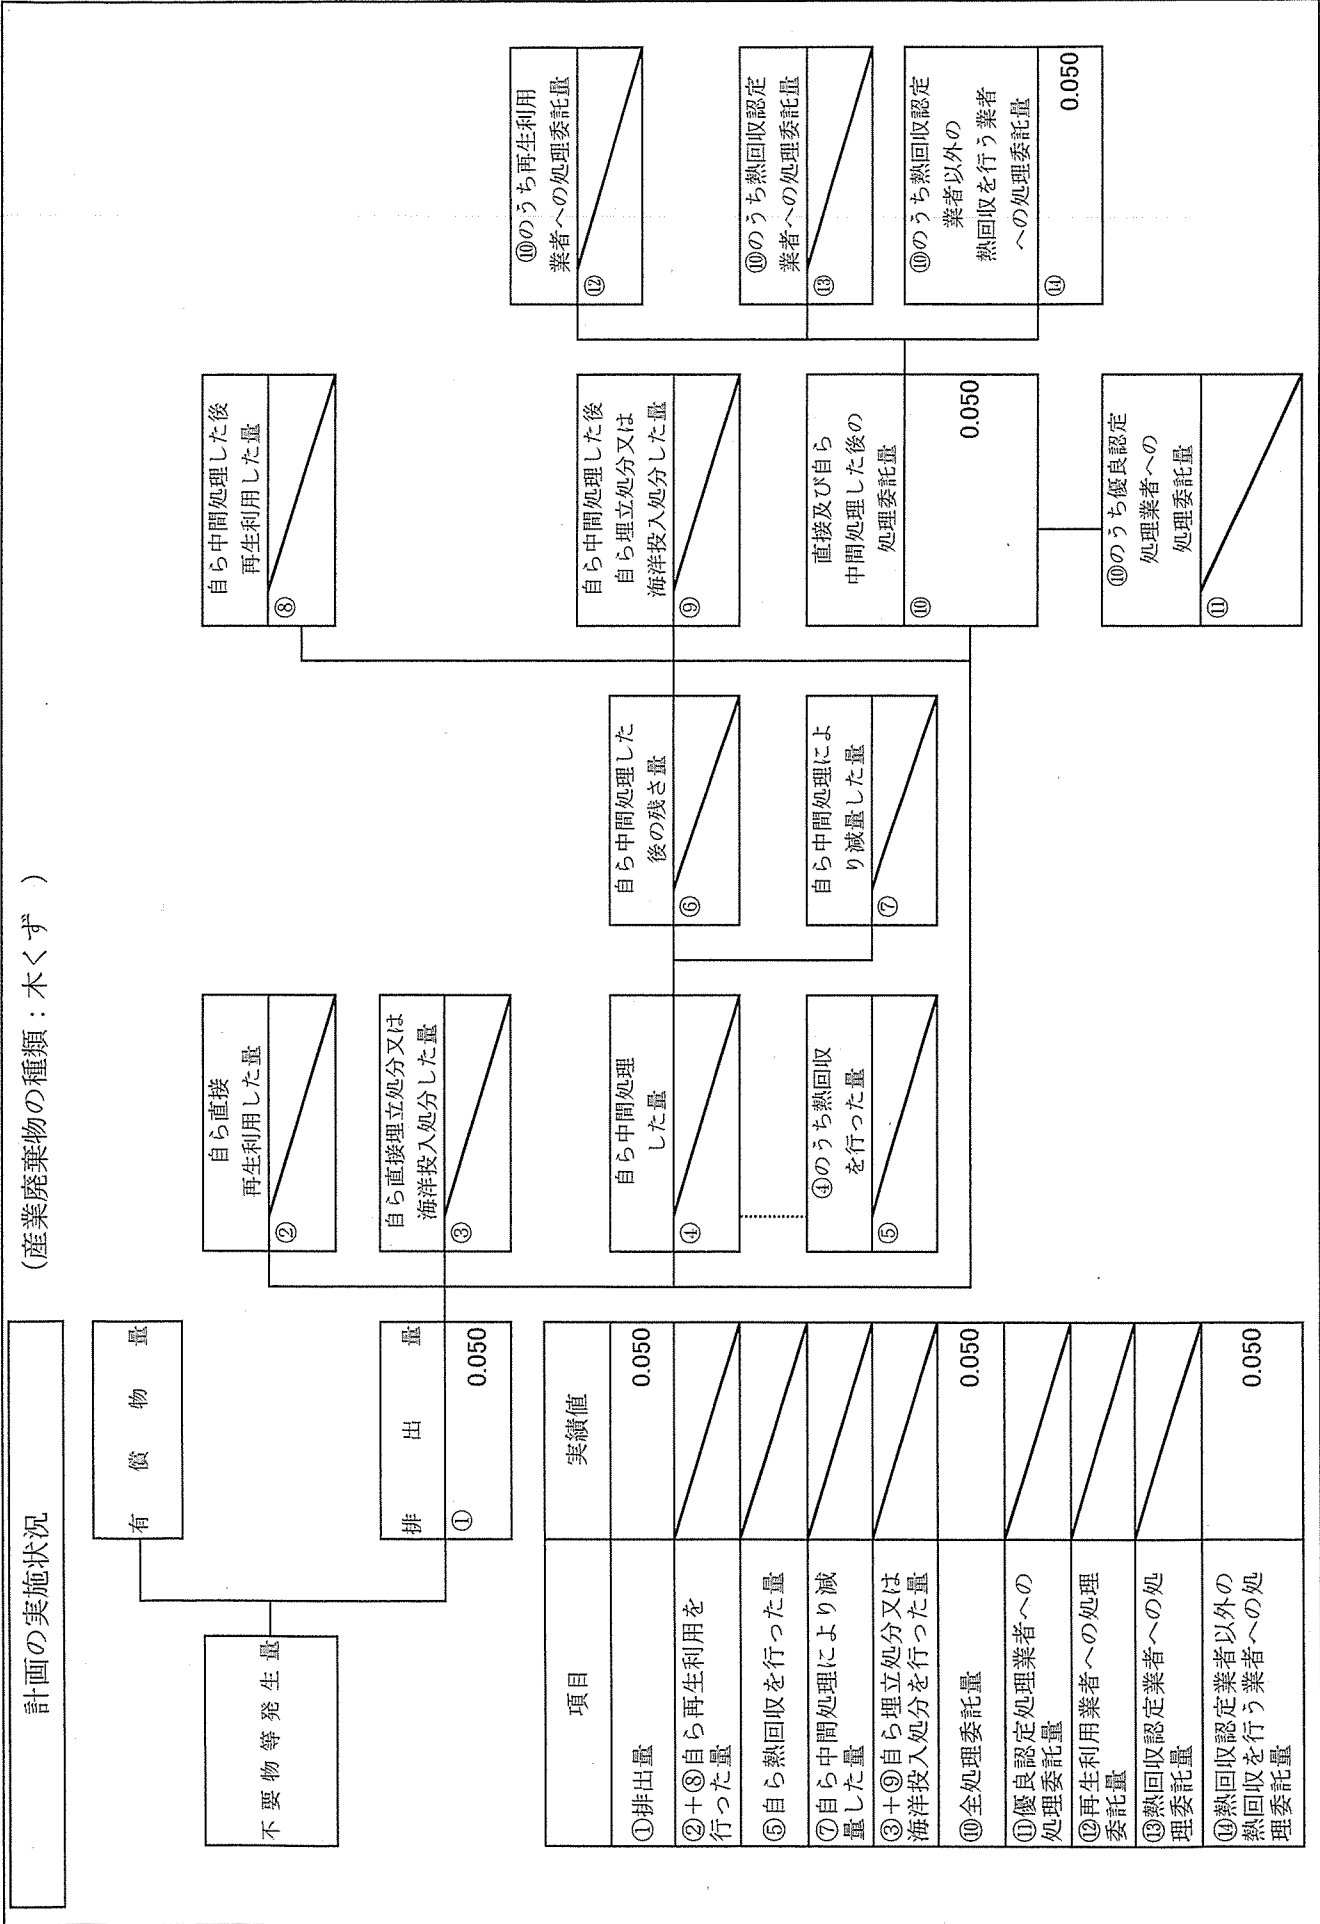 計画の実施状況
(産業廃棄物の種類：木くず　)
有償物量
不要物等発生量
排出量
①
0.050
自ら直接
再生利用した量
②
自ら直接埋立処分又は
海洋投入処分した量
③
自ら中間処理
した量
④
④のうち熱回収
を行った量
⑤
自ら中間処理した
後の残さ量
⑥
自ら中間処理によ
り減量した量
⑦
自ら中間処理した後
再生利用した量
⑧
自ら中間処理した後
自ら埋立処分又は
海洋投入処分した量
⑨
直接及び自ら
中間処理した後の
処理委託量
⑩
0.050
⑩のうち優良認定
処理業者への
処理委託量
⑪
⑩のうち再生利用
業者への処理委託量
⑫
⑩のうち熱回収認定
業者への処理委託量
⑬
⑩のうち熱回収認定
業者以外の
熱回収を行う業者
への処理委託量
⑭
0.050
項目　実績値
①排出量　0.050
②＋⑧自ら再生利用を
行った量
⑤自ら熱回収を行った量
⑦自ら中間処理により減
量した量
③＋⑨自ら埋立処分又は
海洋投入処分を行った量
⑩全処理委託量　0.050
⑪優良認定処理業者への
処理委託量
⑫再生利用業者への処理
委託量
⑬熱回収認定業者への処
理委託量
⑭熱回収認定業者以外の
熱回収を行う業者への処
理委託量　0.050